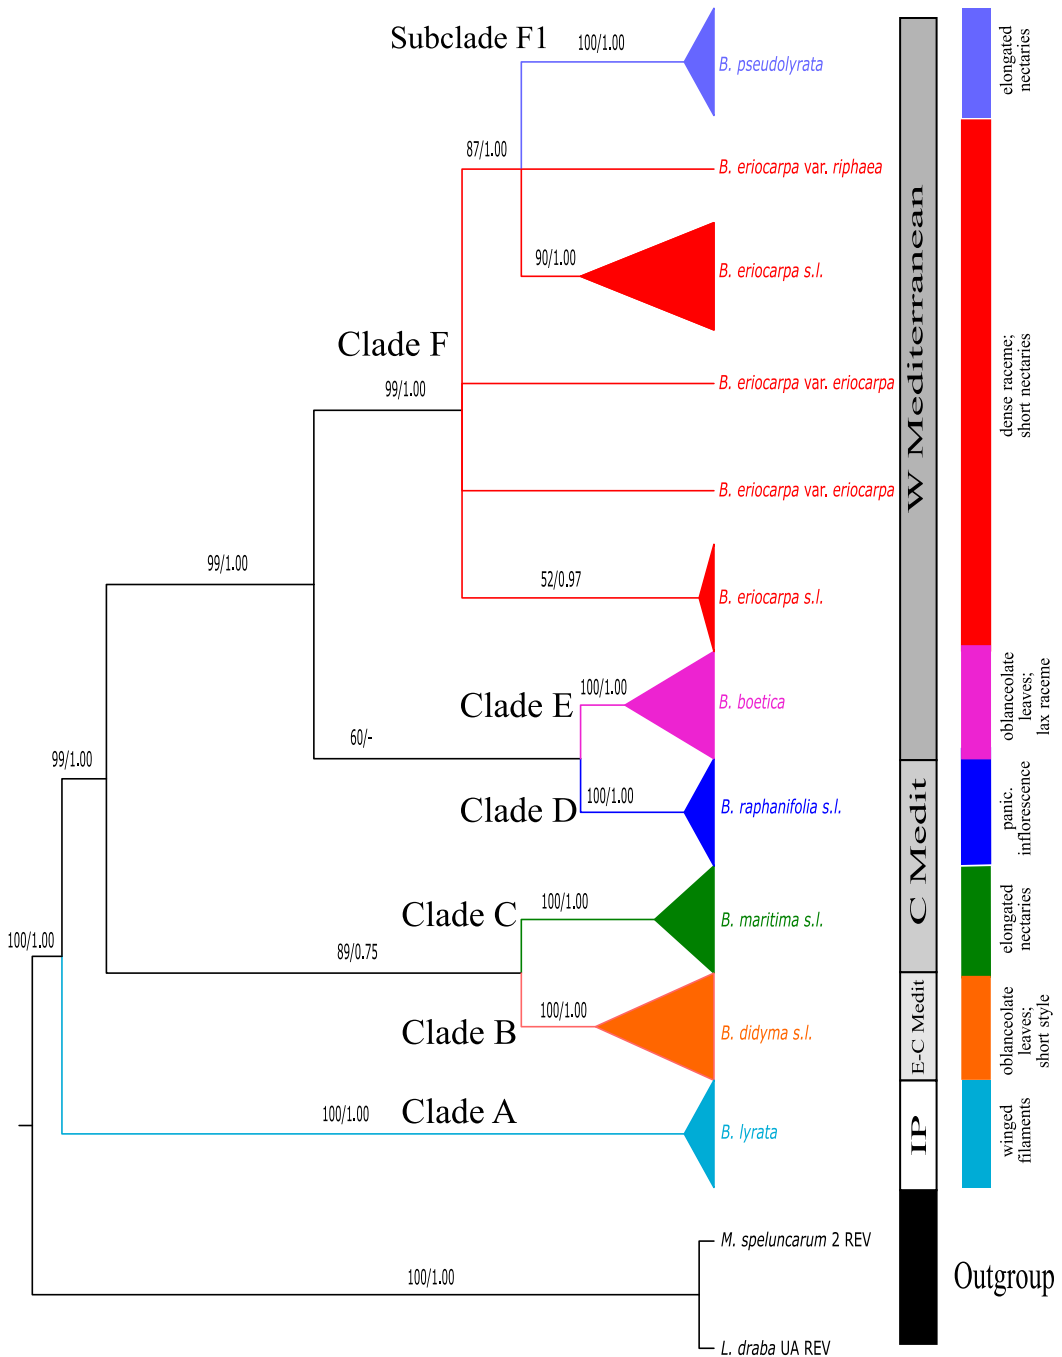 Subclade F1
100/1.00
B. pseudolyrata
elongated
nectaries
87/1.00
B. eriocarpa var. riphaea
90/1.00
B. eriocarpa s.l.
Clade F
99/1.00
B. eriocarpa var. eriocarpa
B. eriocarpa var. eriocarpa
W Mediterranean
dense raceme;
short nectaries
99/1.00
52/0.97
B. eriocarpa s.l.
Clade E
100/1.00
B. boetica
oblanceolate
leaves;
lax raceme
60/-
99/1.00
Clade D
100/1.00
B. raphanifolia s.l.
panic.
inflorescence
C Medit
Clade C
100/1.00
B. maritima s.l.
elongated
nectaries
100/1.00
89/0.75
Clade B
100/1.00
B. didyma s.l.
E-C Medit
oblanceolate
leaves;
short style
100/1.00
Clade A
B. lyrata
IP
winged
filaments
M. speluncarum 2 REV
100/1.00
Outgroup
L. draba UA REV